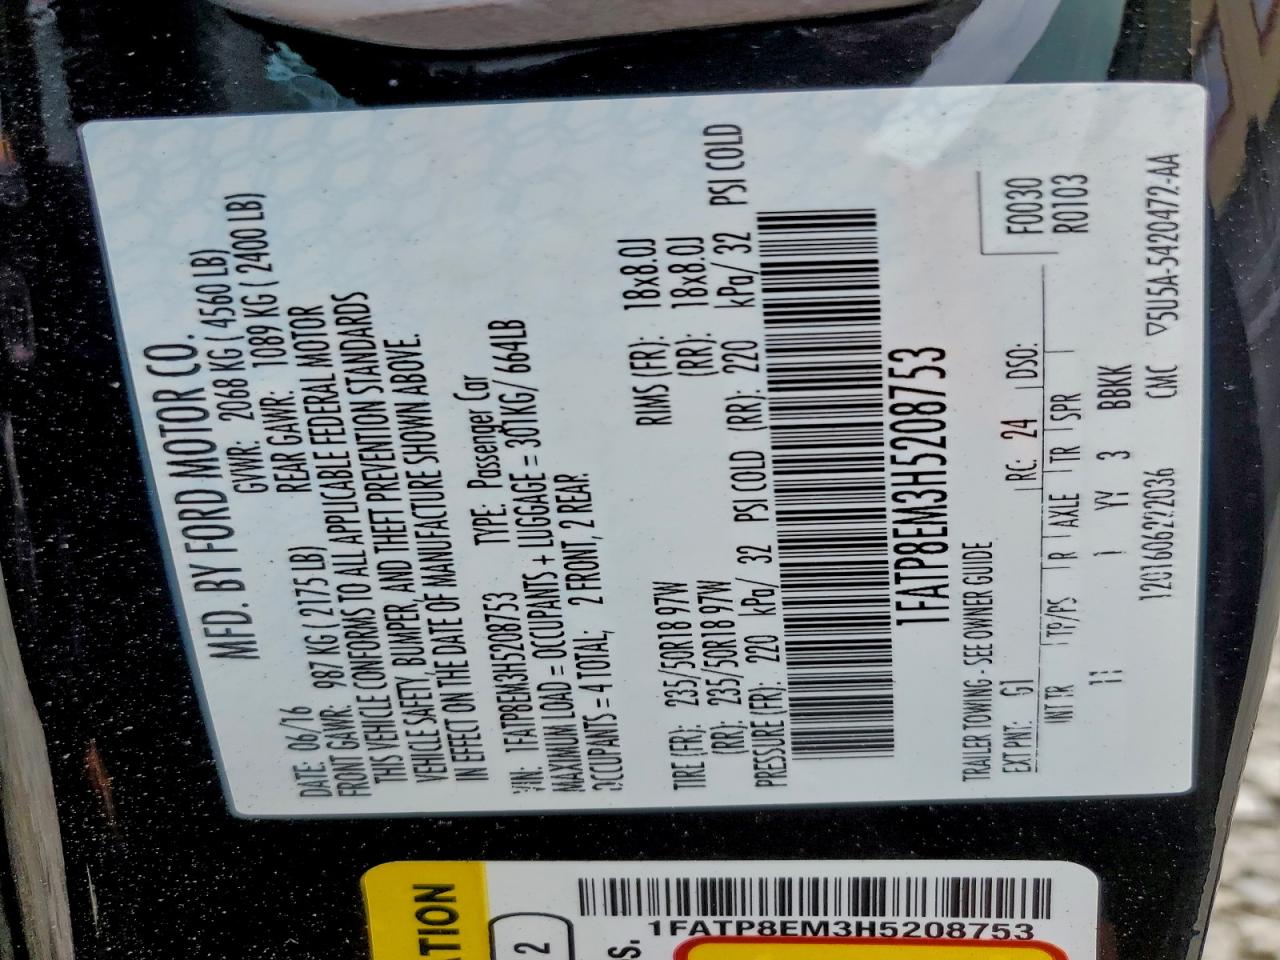 MFD. BY FORD MOTOR CO.
DATE: 06/16 GVWR: 2068 KG ( 4560 LB)
FRONT GAWR: 987 KG ( 2175 LB) REAR GAWR: 1089 KG ( 2400 LB)
THIS VEHICLE CONFORMS TO ALL APPLICABLE FEDERAL MOTOR
VEHICLE SAFETY, BUMPER, AND THEFT PREVENTION STANDARDS
IN EFFECT ON THE DATE OF MANUFACTURE SHOWN ABOVE.
VIN: 1FATP8EM3H5208753 TYPE: Passenger Car
MAXIMUM LOAD = OCCUPANTS + LUGGAGE = 301KG/ 664LB
OCCUPANTS = 4 TOTAL; 2 FRONT, 2 REAR
TIRE (FR): 235/50R18 97W RIMS (FR): 18x8.0J
(RR): 235/50R18 97W (RR): 18x8.0J
PRESSURE (FR): 220 kPa/ 32 PSI COLD (RR): 220 kPa/ 32 PSI COLD
1FATP8EM3H5208753
TRAILER TOWING - SEE OWNER GUIDE F0030
EXT PNT: G1 RC: 24 DSO: R0103
INT TR TP/PS R AXLE TR SPR
11 I YY 3 BBKK
CMC ▽5U5A-5420472-AA
ATION
2
S.
1FATP8EM3H5208753